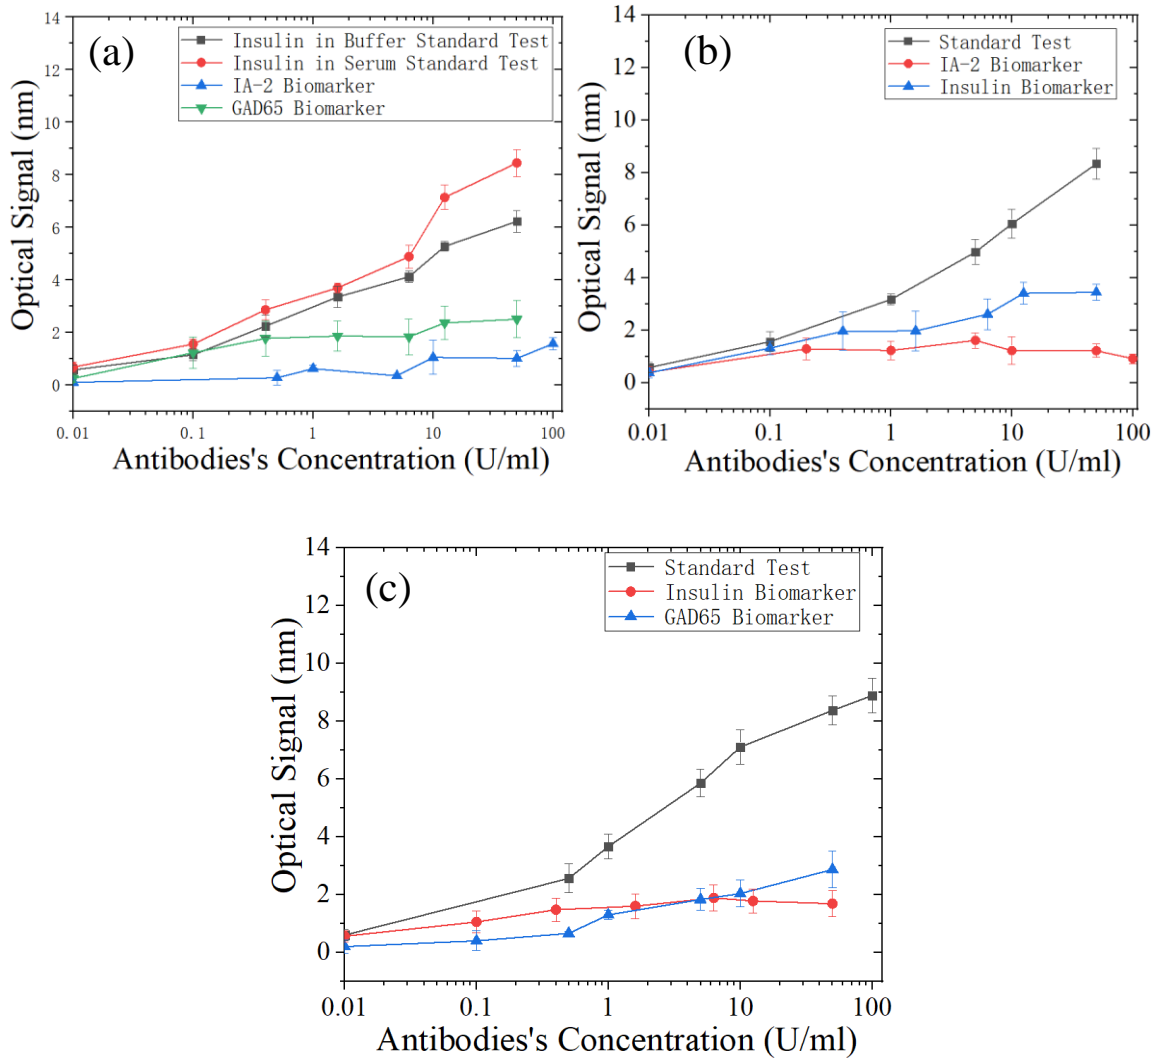 (a)
Insulin in Buffer Standard Test
Insulin in Serum Standard Test
IA-2 Biomarker
GAD65 Biomarker
Optical Signal (nm)
14
12
10
8
6
4
2
0
0.01
0.1
1
10
100
Antibodies's Concentration (U/ml)
(b)
Standard Test
IA-2 Biomarker
Insulin Biomarker
Optical Signal (nm)
14
12
10
8
6
4
2
0
0.01
0.1
1
10
100
Antibodies's Concentration (U/ml)
(c)
Standard Test
Insulin Biomarker
GAD65 Biomarker
Optical Signal (nm)
14
12
10
8
6
4
2
0
0.01
0.1
1
10
100
Antibodies's Concentration (U/ml)